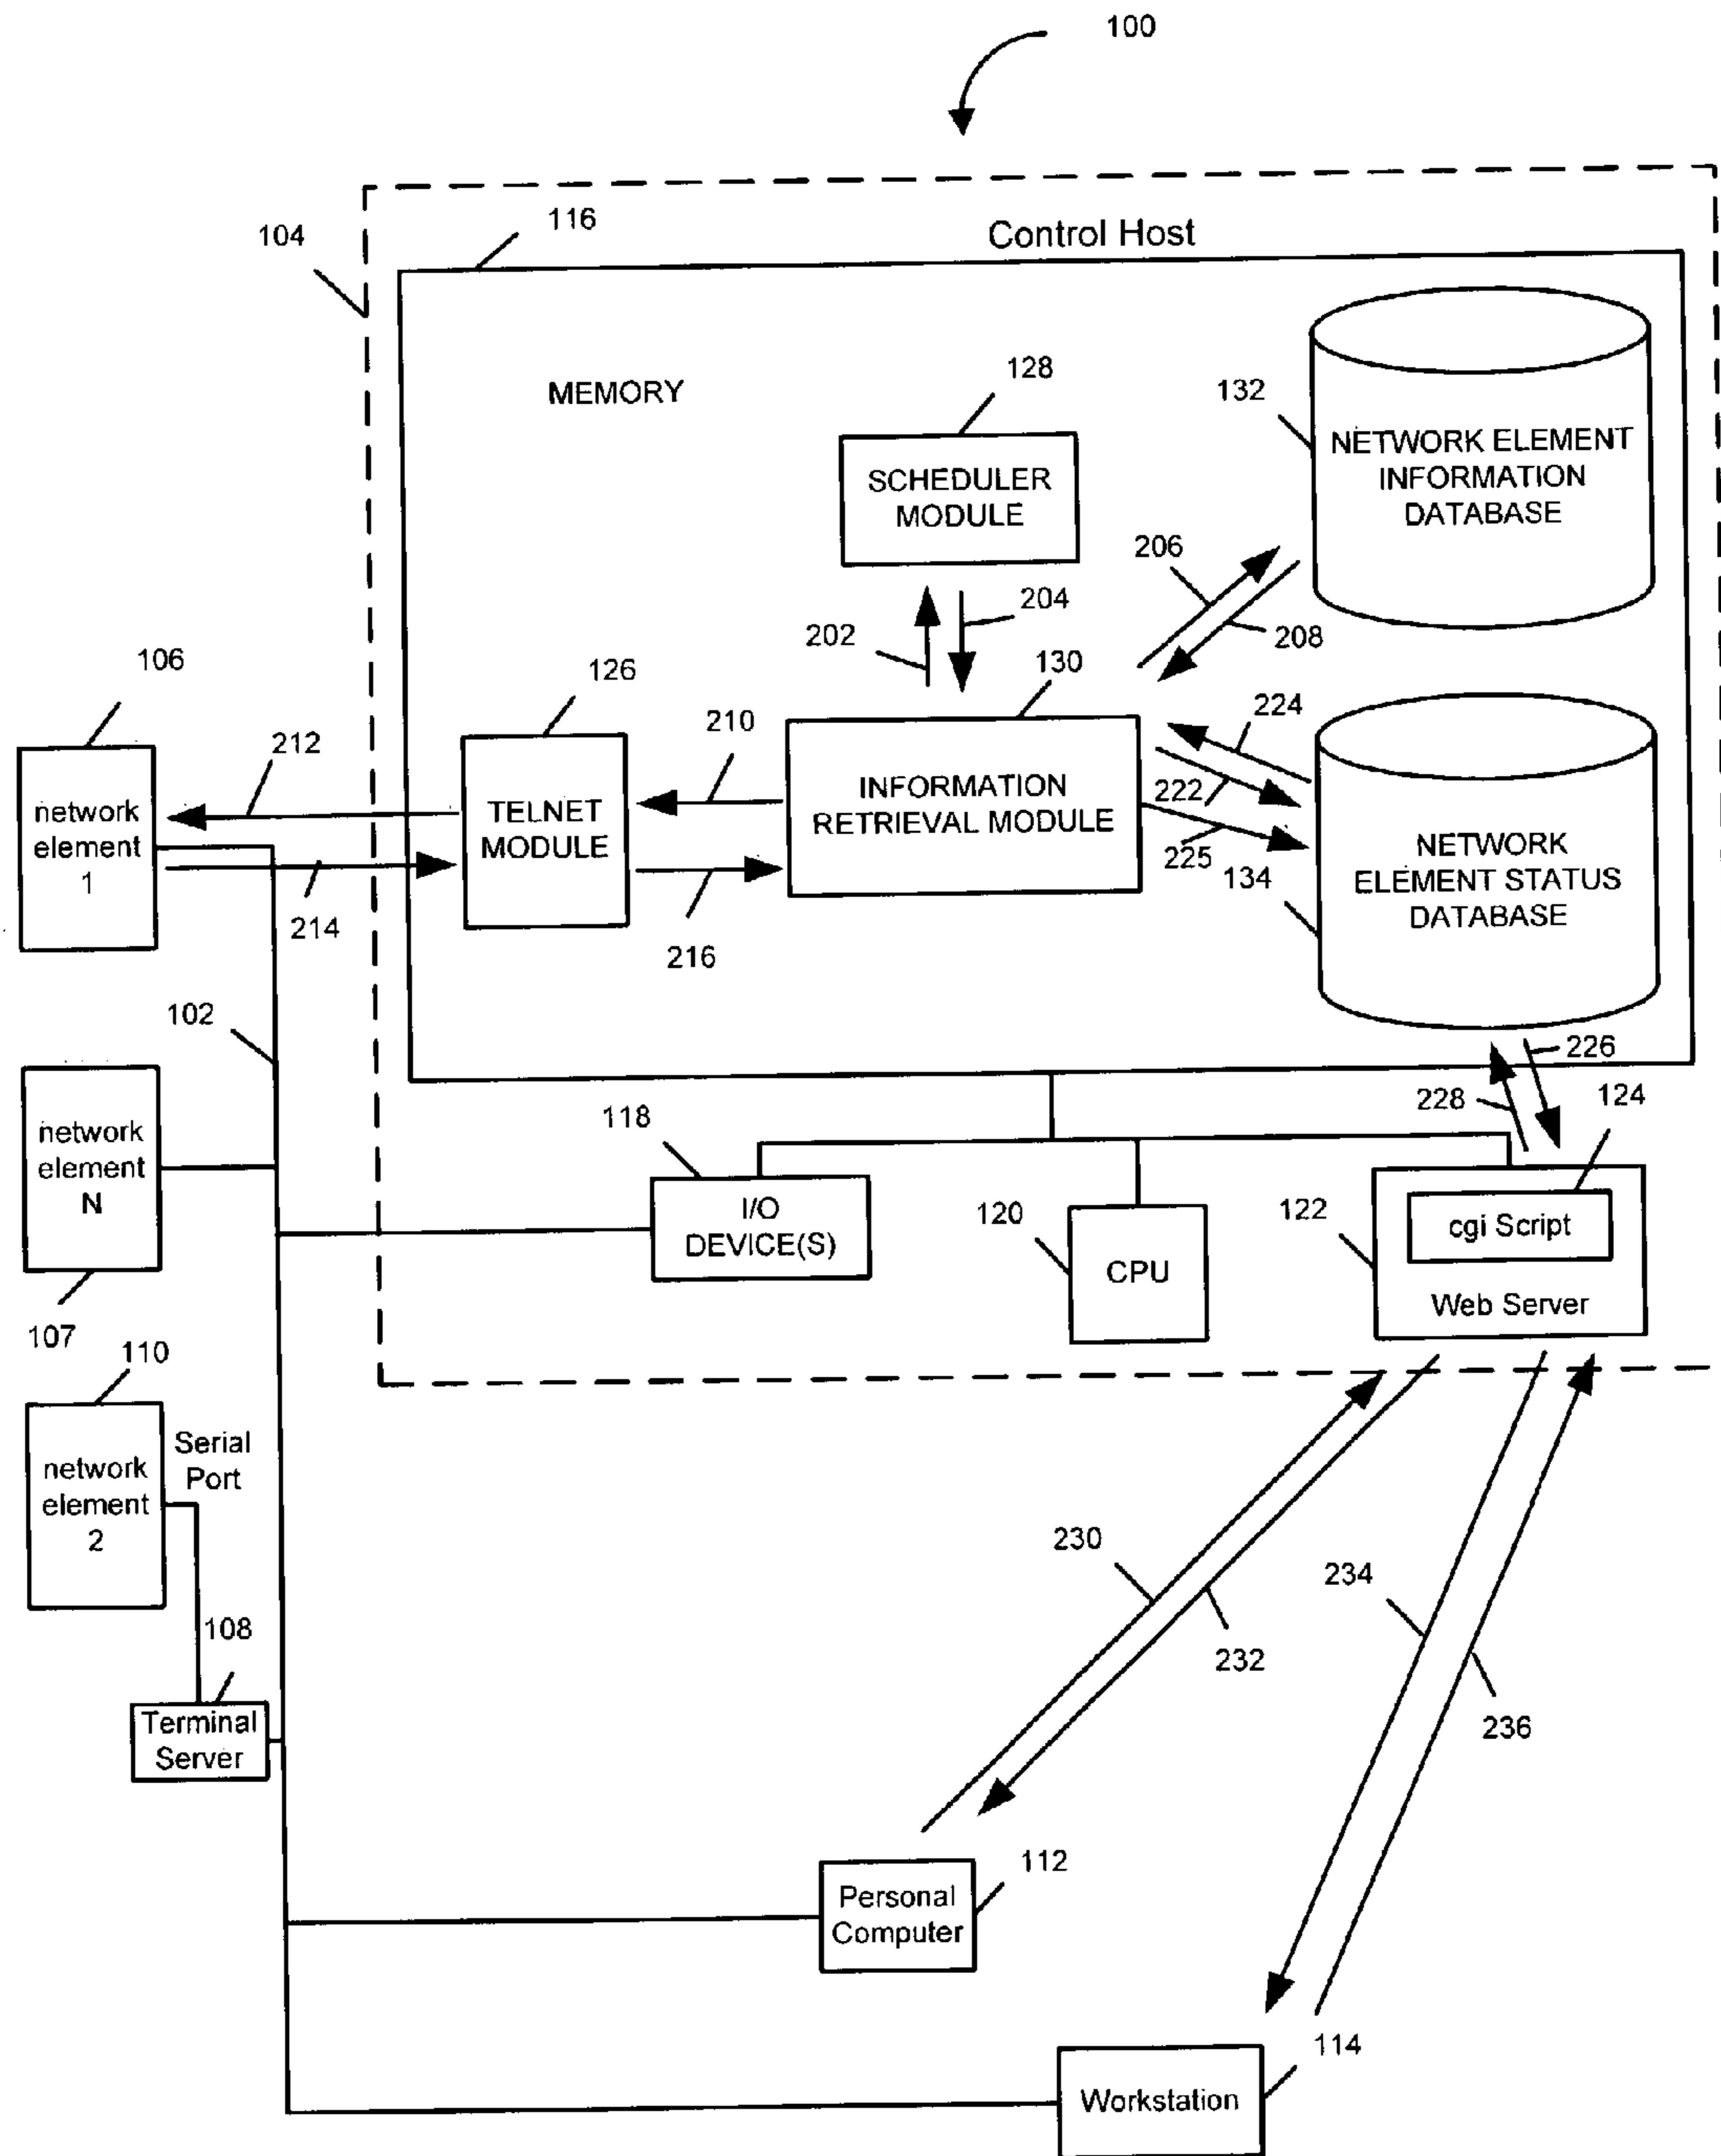 100
104
116
Control Host
MEMORY
128
SCHEDULER
MODULE
132
NETWORK ELEMENT
INFORMATION
DATABASE
206
208
202
204
106
126
130
210
212
224
222
225
network
element
1
TELNET
MODULE
INFORMATION
RETRIEVAL MODULE
NETWORK
ELEMENT STATUS
DATABASE
134
214
216
102
226
228
124
network
element
N
107
118
I/O
DEVICE(S)
120
CPU
122
cgi Script
Web Server
110
network
element
2
Serial
Port
108
Terminal
Server
230
232
234
236
112
Personal
Computer
114
Workstation